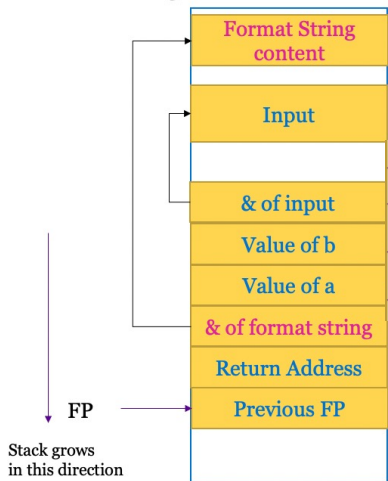 Format String
content
Input
& of input
Value of b
Value of a
& of format string
Return Address
FP
Previous FP
Stack grows
in this direction